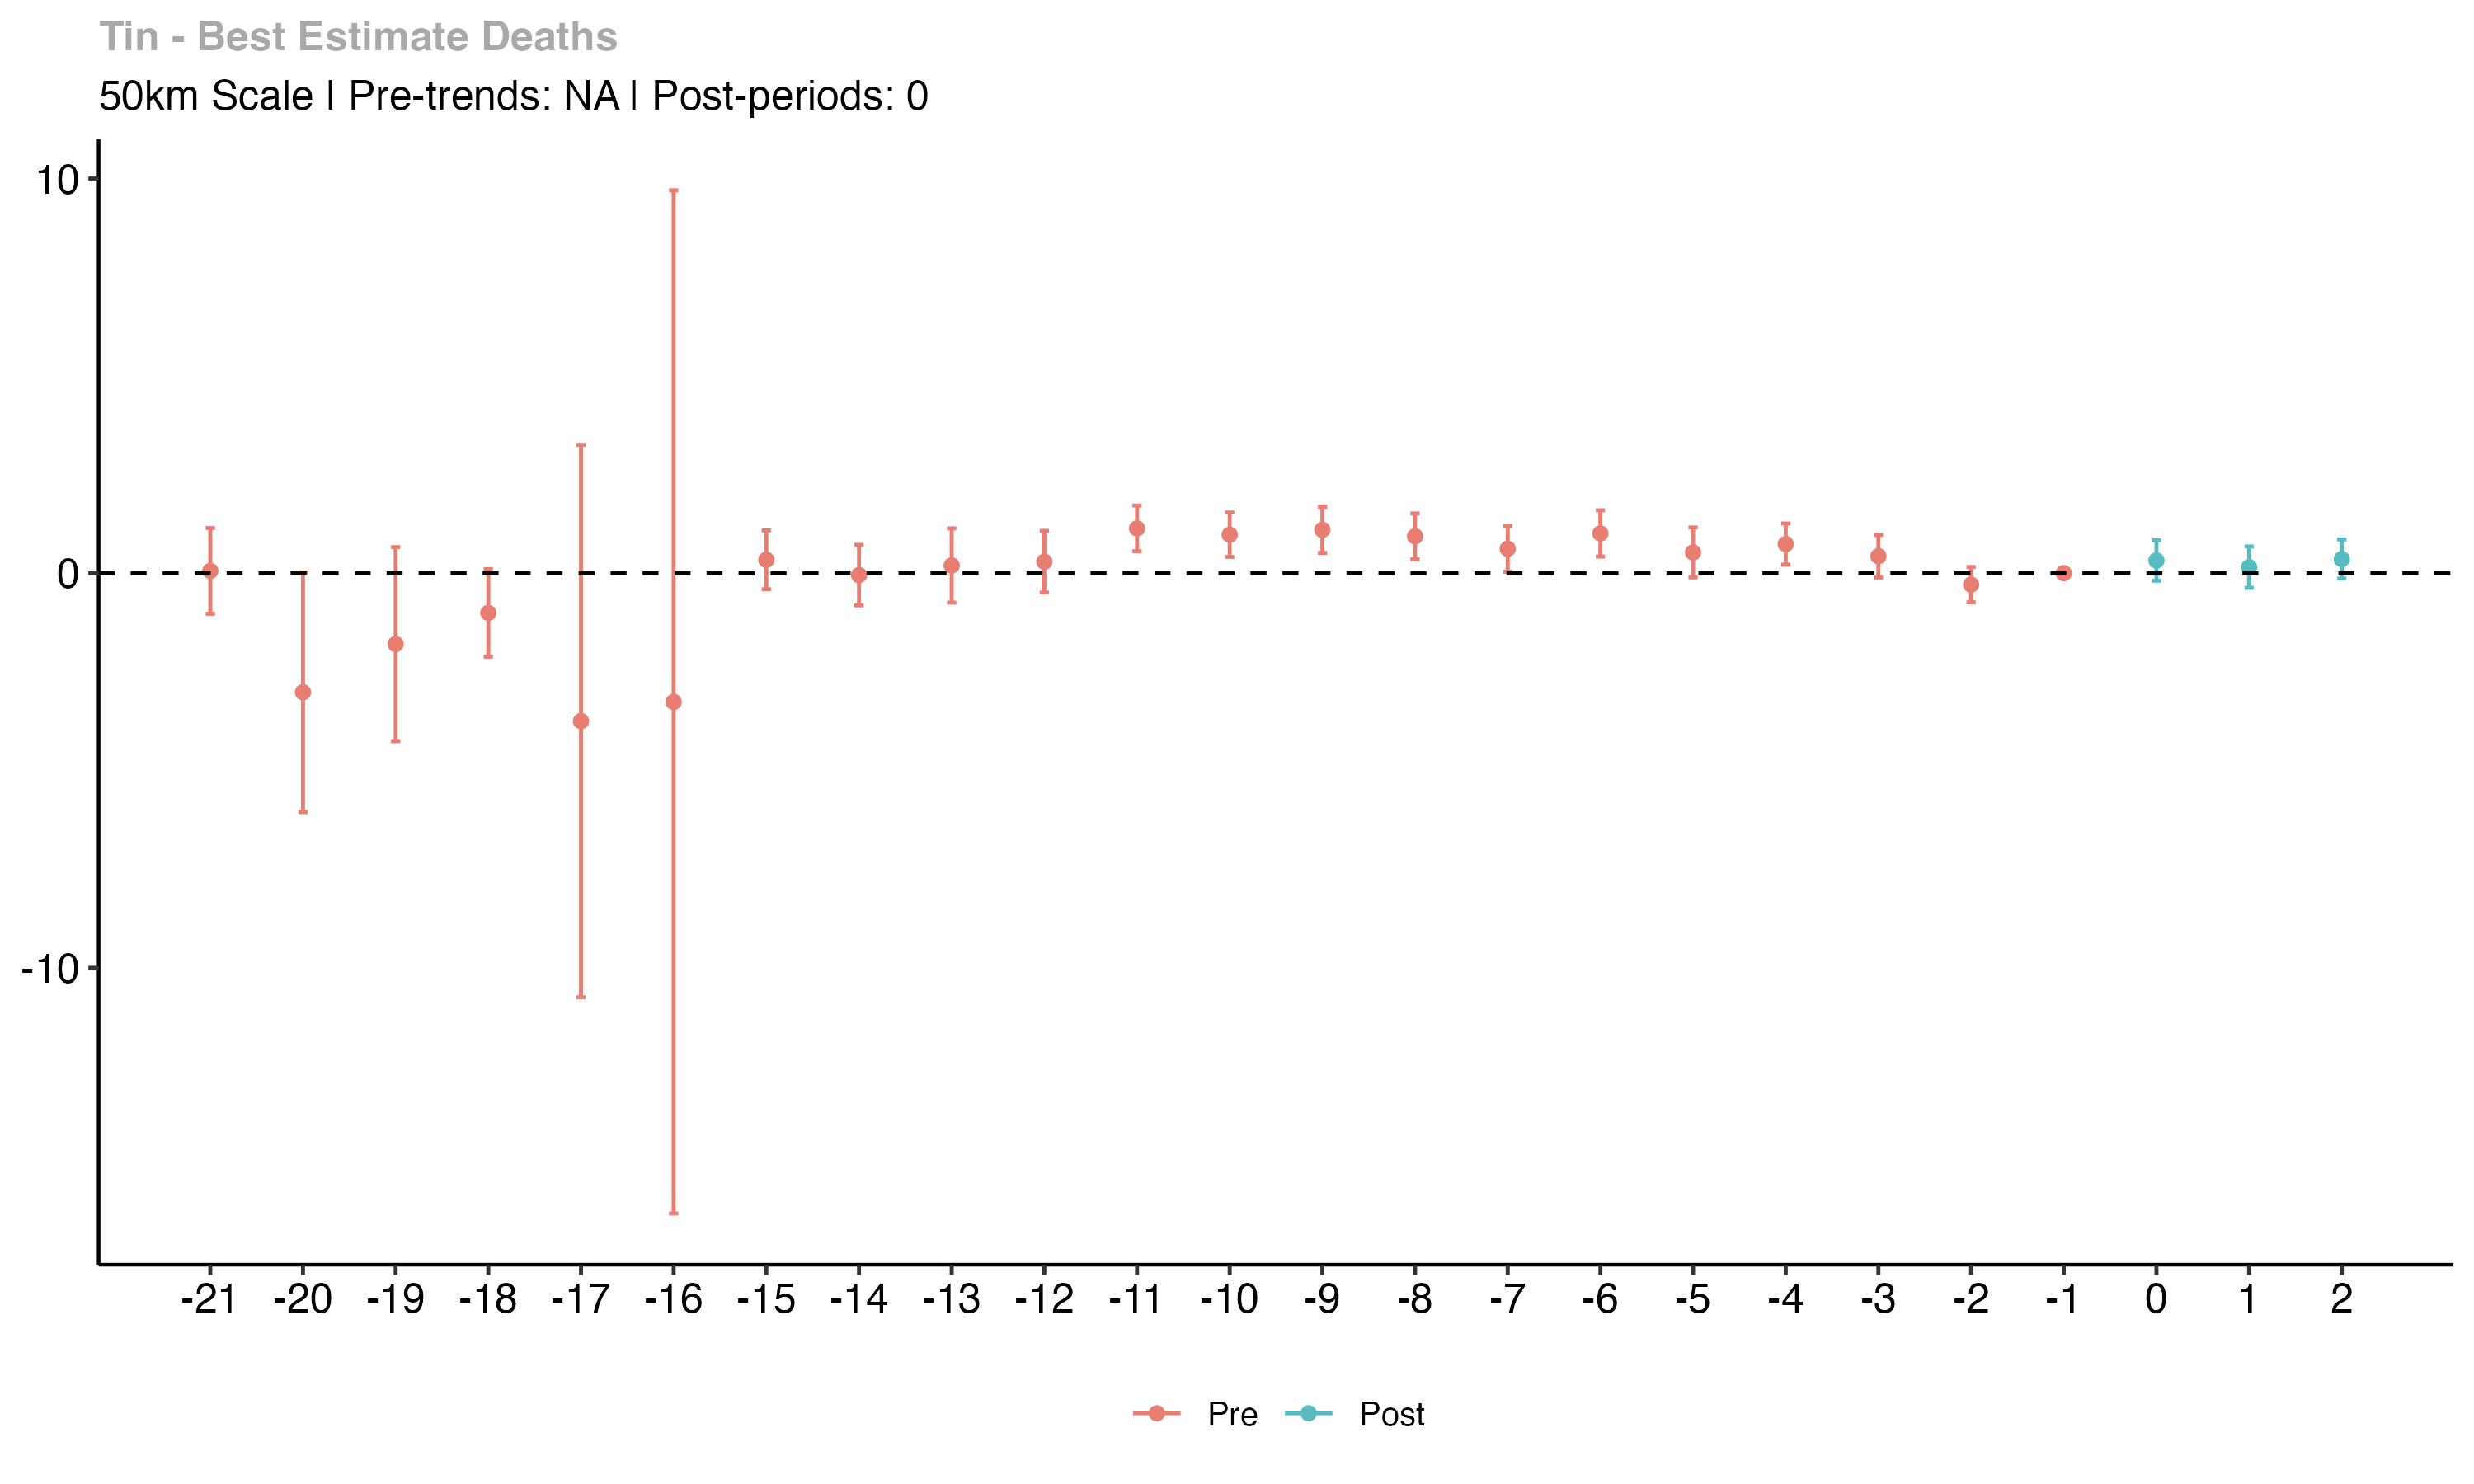 Tin - Best Estimate Deaths
50km Scale | Pre-trends: NA | Post-periods: 0
10
0
-10
-21 -20 -19 -18 -17 -16 -15 -14 -13 -12 -11 -10 -9 -8 -7 -6 -5 -4 -3 -2 -1 0 1 2
Pre Post